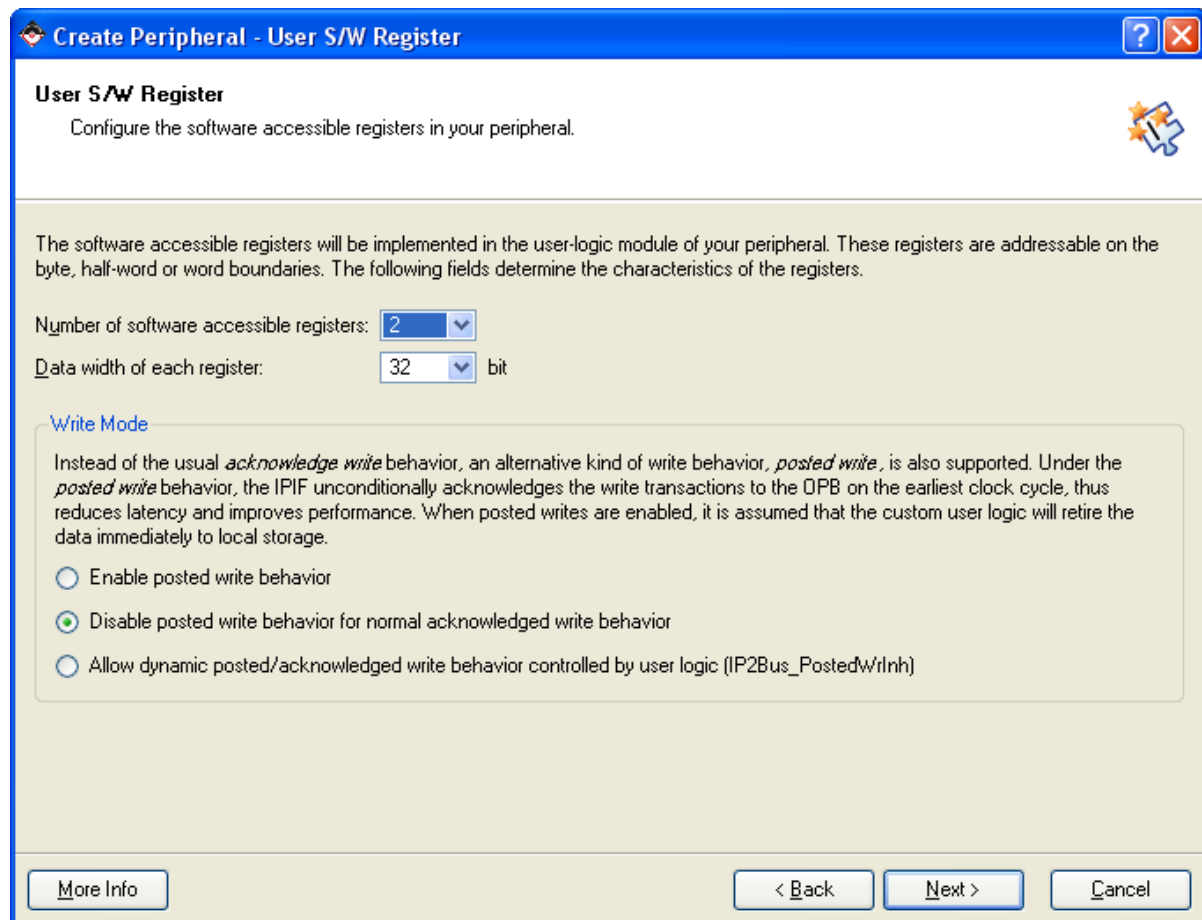 Create Peripheral - User S/W Register
User S/W Register
Configure the software accessible registers in your peripheral.
The software accessible registers will be implemented in the user-logic module of your peripheral. These registers are addressable on the
byte, half-word or word boundaries. The following fields determine the characteristics of the registers.
Number of software accessible registers: 2
Data width of each register: 32 bit
Write Mode
Instead of the usual acknowledge write behavior, an alternative kind of write behavior, posted write, is also supported. Under the
posted write behavior, the IPIF unconditionally acknowledges the write transactions to the OPB on the earliest clock cycle, thus
reduces latency and improves performance. When posted writes are enabled, it is assumed that the custom user logic will retire the
data immediately to local storage.
Enable posted write behavior
Disable posted write behavior for normal acknowledged write behavior
Allow dynamic posted/acknowledged write behavior controlled by user logic (IP2Bus_PostedWrInh)
More Info < Back Next > Cancel